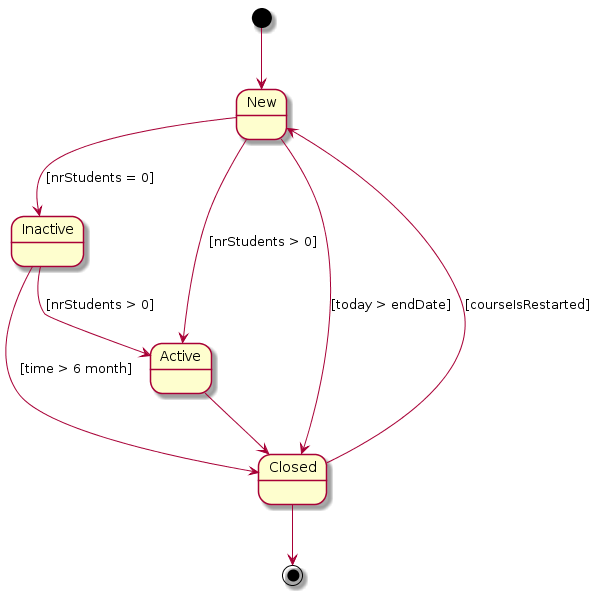 New
[nrStudents = 0]
Inactive
[nrStudents > 0]
[nrStudents > 0]
[today > endDate]
[courseIsRestarted]
Active
[time > 6 month]
Closed